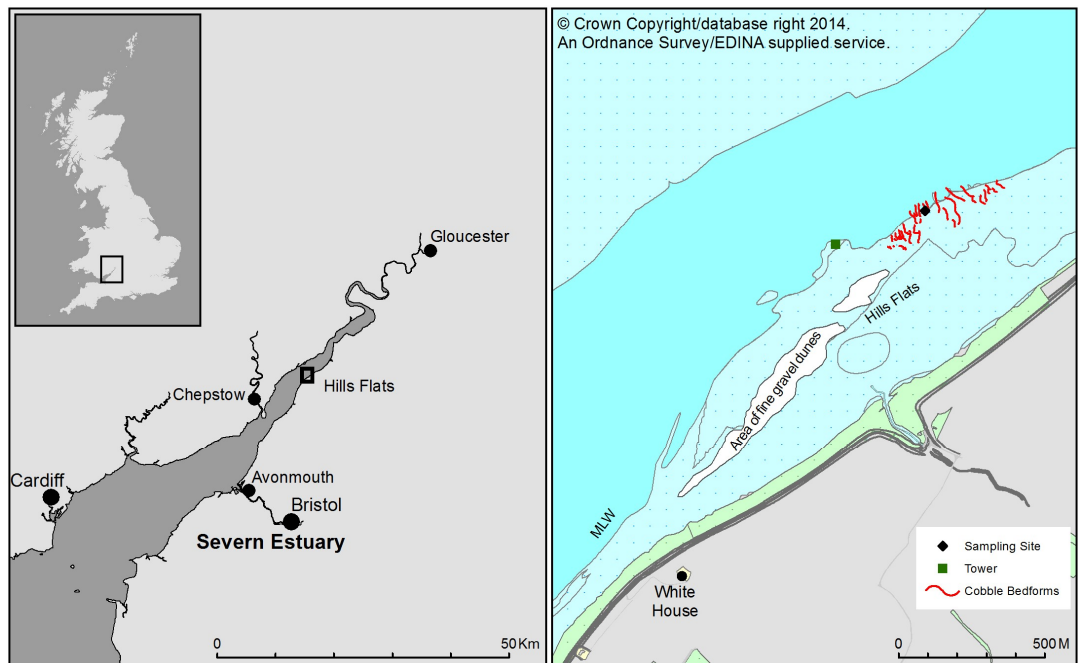 Gloucester
Hills Flats
Chepstow
Cardiff
Avonmouth
Bristol
Severn Estuary
0
50Km
© Crown Copyright/database right 2014.
An Ordnance Survey/EDINA supplied service.
Hills Flats
Area of fine gravel dunes
MLW
White
House
Sampling Site
Tower
Cobble Bedforms
0
500 M